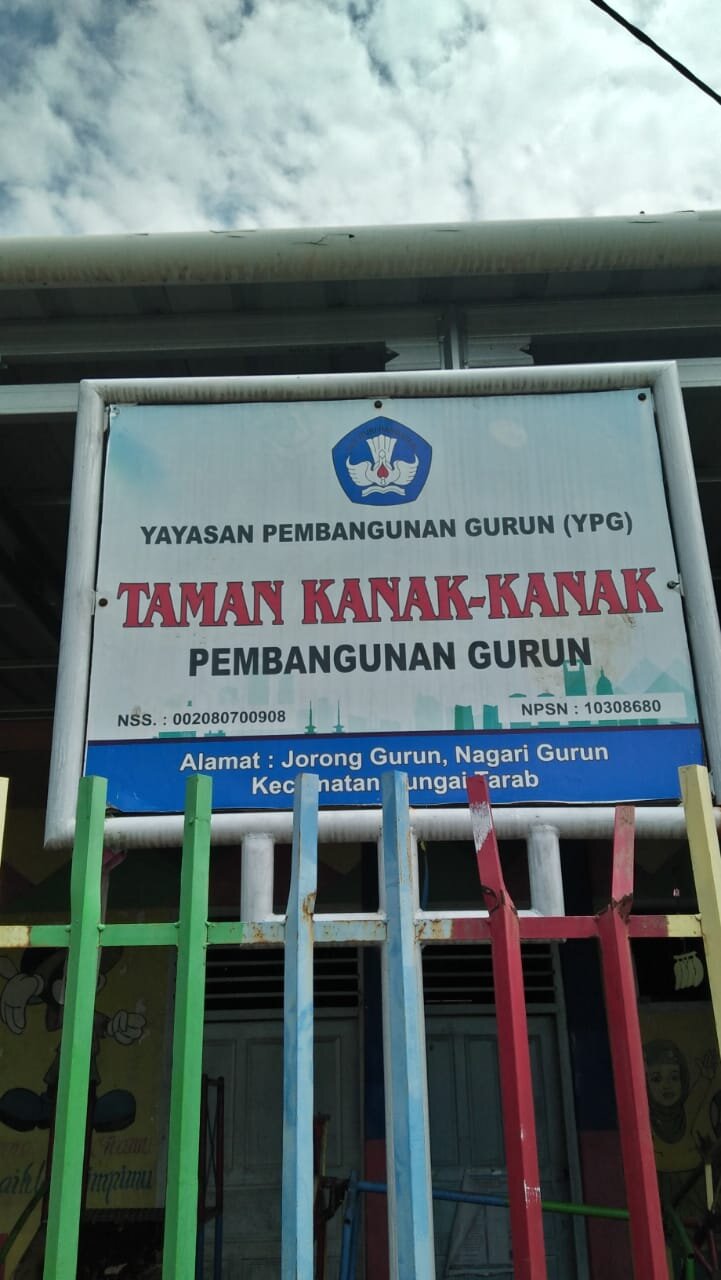 YAYASAN PEMBANGUNAN GURUN (YPG)
TAMAN KANAK-KANAK
PEMBANGUNAN GURUN
NSS. : 002080700908
NPSN : 10308680
Alamat : Jorong Gurun, Nagari Gurun
Kecamatan Sungai Tarab